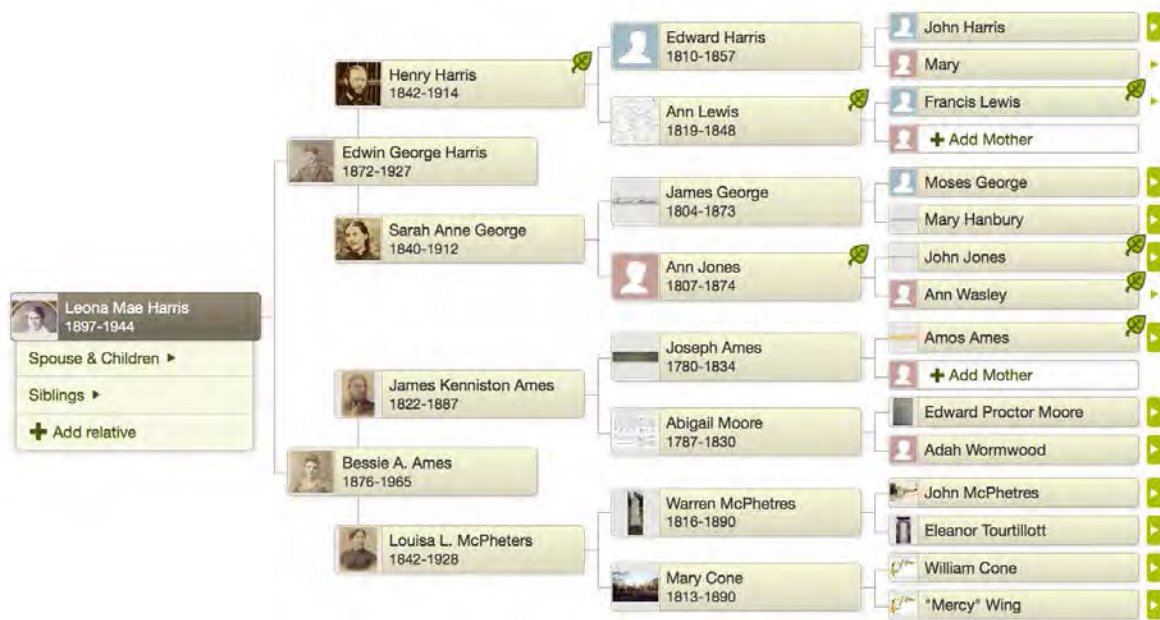 Leona Mae Harris
1897-1944
Spouse & Children
Siblings
Add relative
Edwin George Harris
1872-1927
Bessie A. Ames
1876-1965
Henry Harris
1842-1914
Sarah Anne George
1840-1912
James Kenniston Ames
1822-1887
Louisa L. McPheters
1842-1928
Edward Harris
1810-1857
Ann Lewis
1819-1848
James George
1804-1873
Ann Jones
1807-1874
Joseph Ames
1780-1834
Abigail Moore
1787-1830
Warren McPhetres
1816-1890
Mary Cone
1813-1890
John Harris
Mary
Francis Lewis
Add Mother
Moses George
Mary Hanbury
John Jones
Ann Wasley
Amos Ames
Add Mother
Edward Proctor Moore
Adah Wormwood
John McPhetres
Eleanor Tourtillott
William Cone
"Mercy" Wing